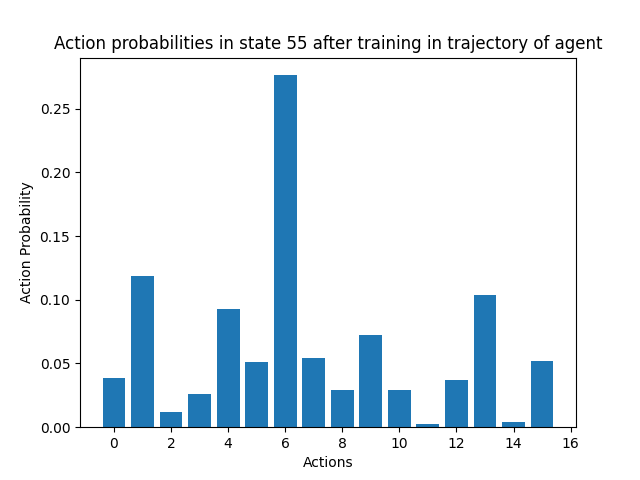 Action probabilities in state 55 after training in trajectory of agent
Action Probability
0.25
0.20
0.15
0.10
0.05
0.00
0 2 4 6 8 10 12 14 16
Actions